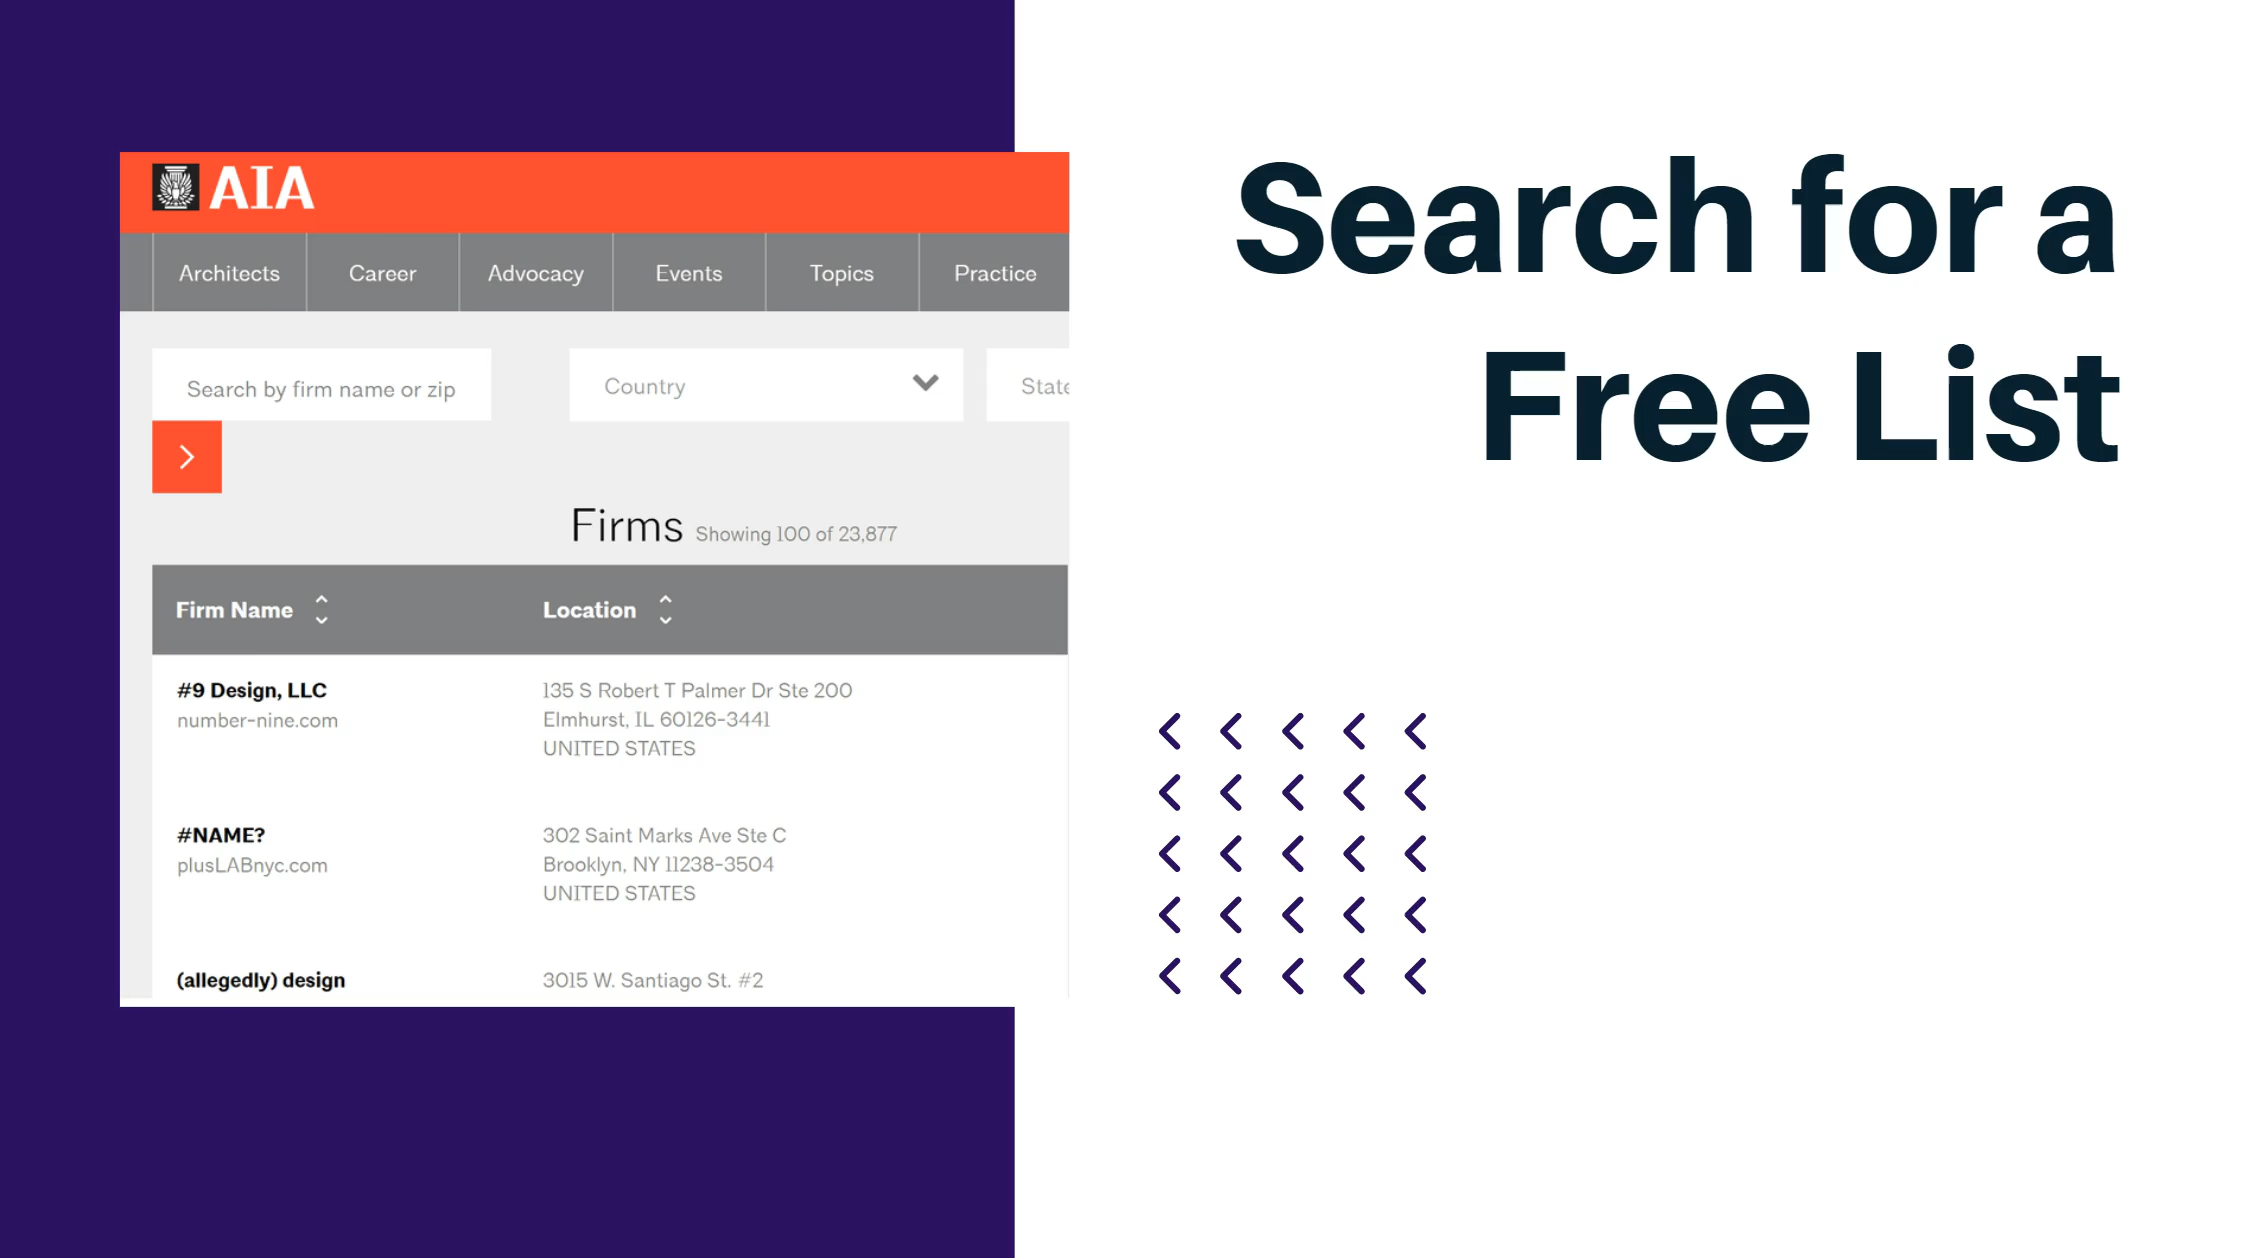 Search for a
Free List
AIA
Architects
Career
Advocacy
Events
Topics
Practice
Search by firm name or zip
Country
State
Firms Showing 100 of 23,877
Firm Name
Location
#9 Design, LLC
number-nine.com
135 S Robert T Palmer Dr Ste 200
Elmhurst, IL 60126-3441
UNITED STATES
#NAME?
plusLABnyc.com
302 Saint Marks Ave Ste C
Brooklyn, NY 11238-3504
UNITED STATES
(allegedly) design
3015 W. Santiago St. #2